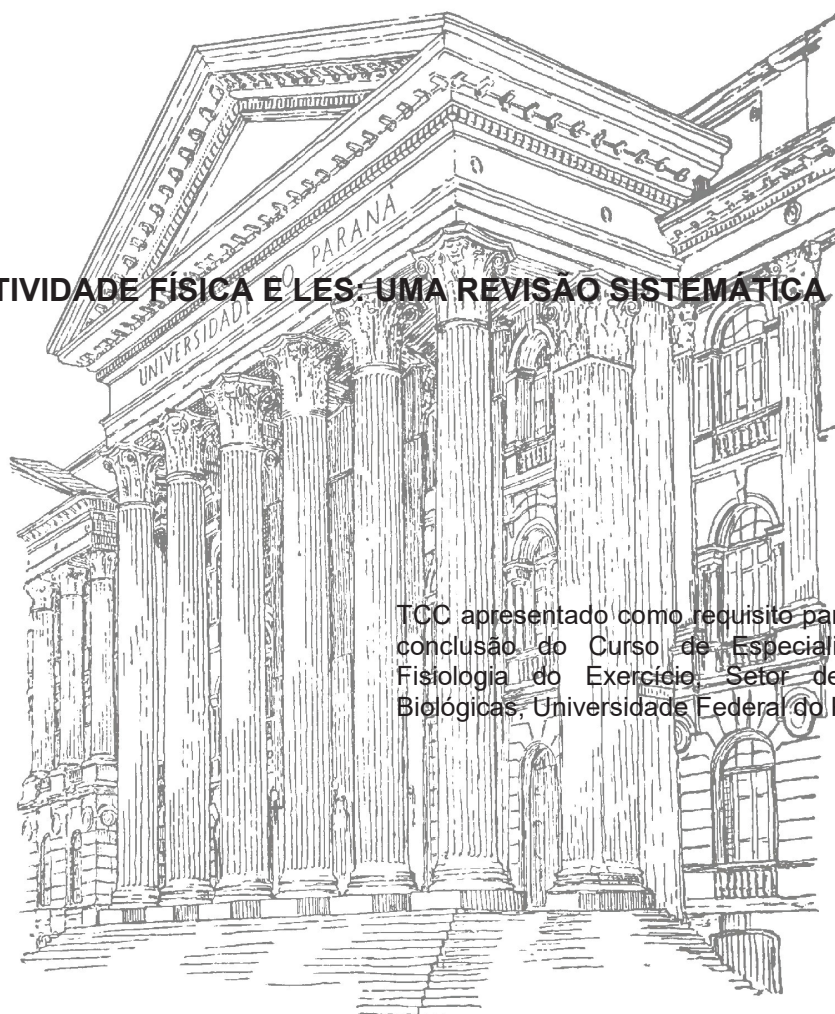 UNIVERSIDADE DO PARANÁ
TIVIDADE FÍSICA E LES: UMA REVISÃO SISTEMÁTICA
TCC apresentado como requisito par
conclusão do Curso de Especiali
Fisiologia do Exercício, Setor de
Biológicas, Universidade Federal do